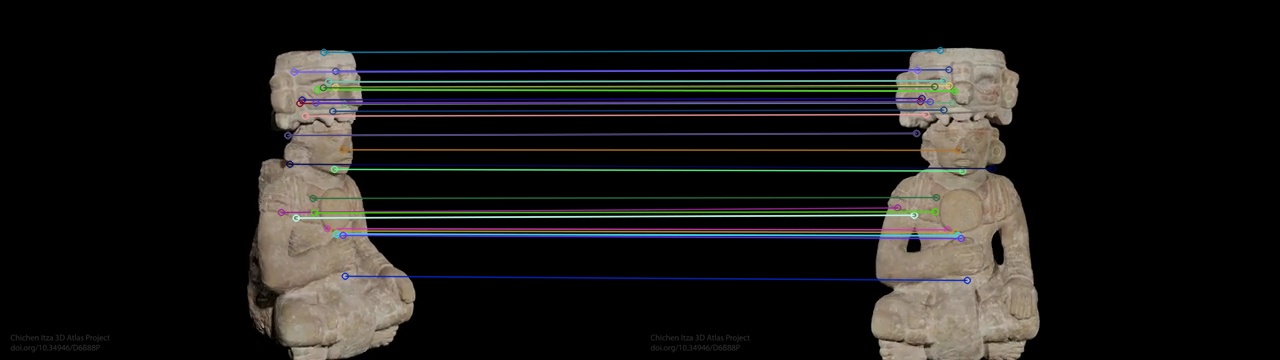 Chichen Itza 3D Atlas Project
doi.org/10.34946/D6B88P
Chichen Itza 3D Atlas Project
doi.org/10.34946/D6B88P